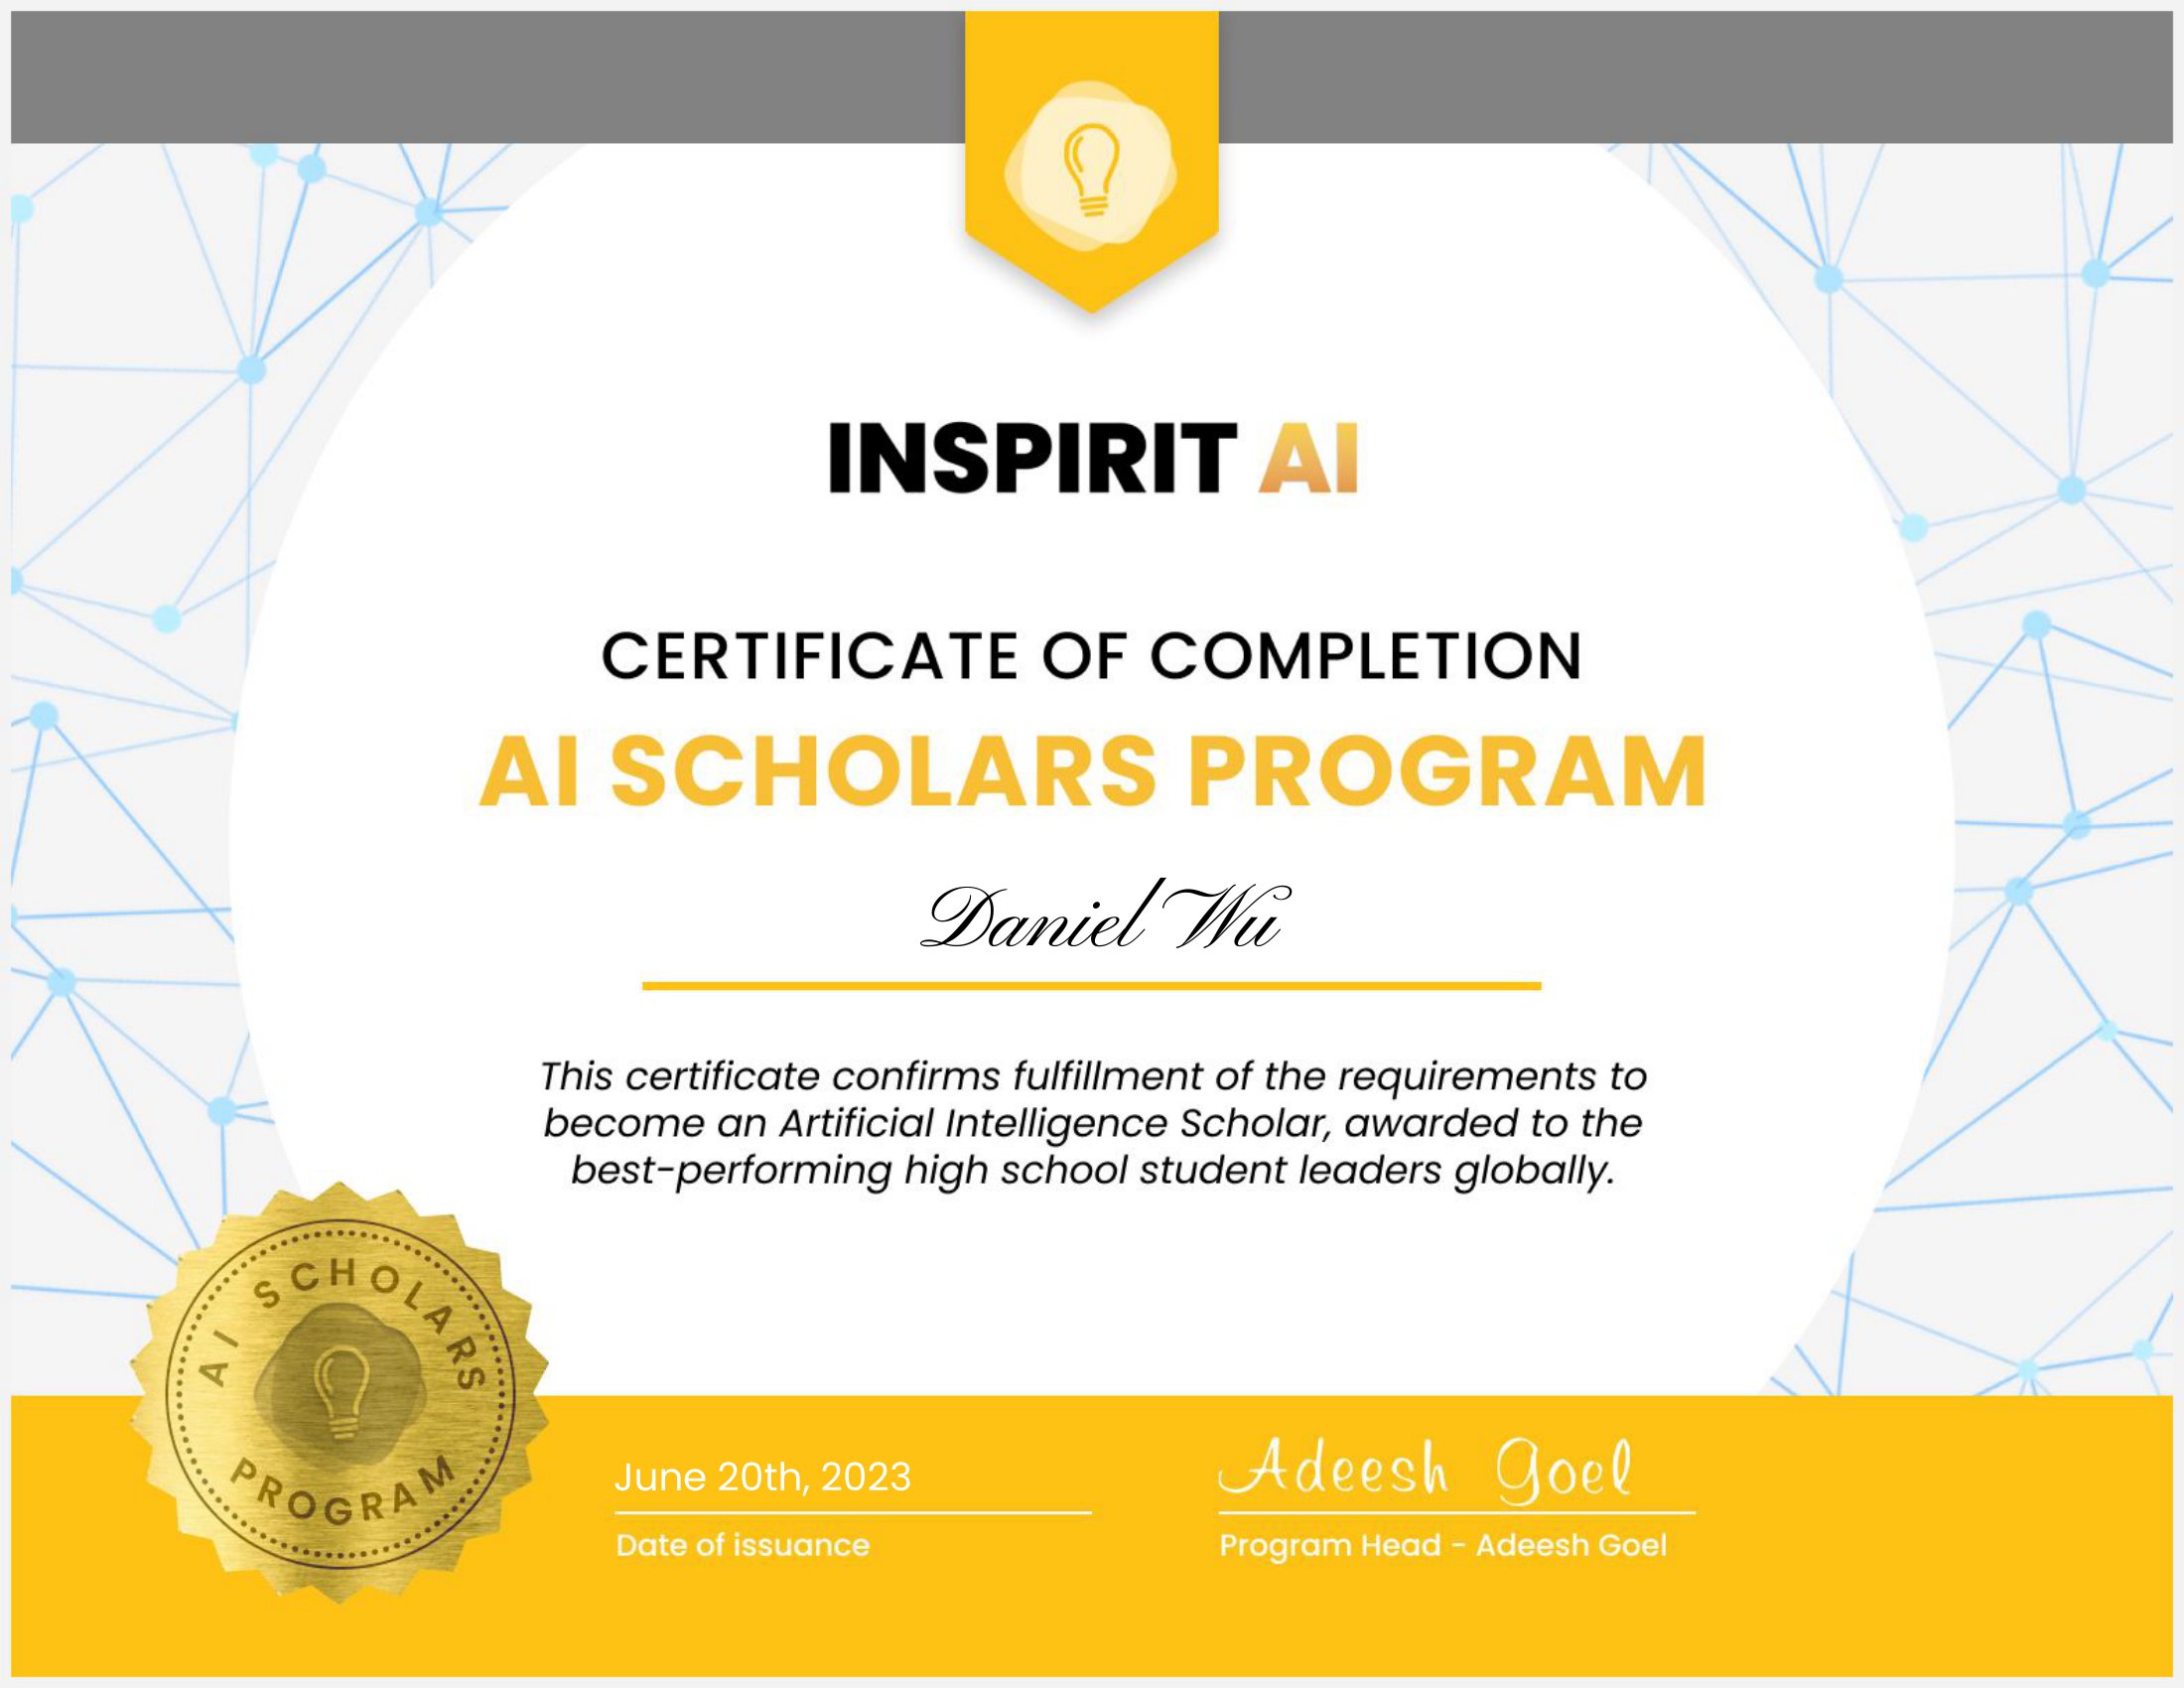 INSPIRIT AI
CERTIFICATE OF COMPLETION
AI SCHOLARS PROGRAM
Daniel Wu
This certificate confirms fulfillment of the requirements to
become an Artificial Intelligence Scholar, awarded to the
best-performing high school student leaders globally.
AI SCHOLARS
PROGRAM
June 20th, 2023
Date of issuance
Adeesh Goel
Program Head - Adeesh Goel